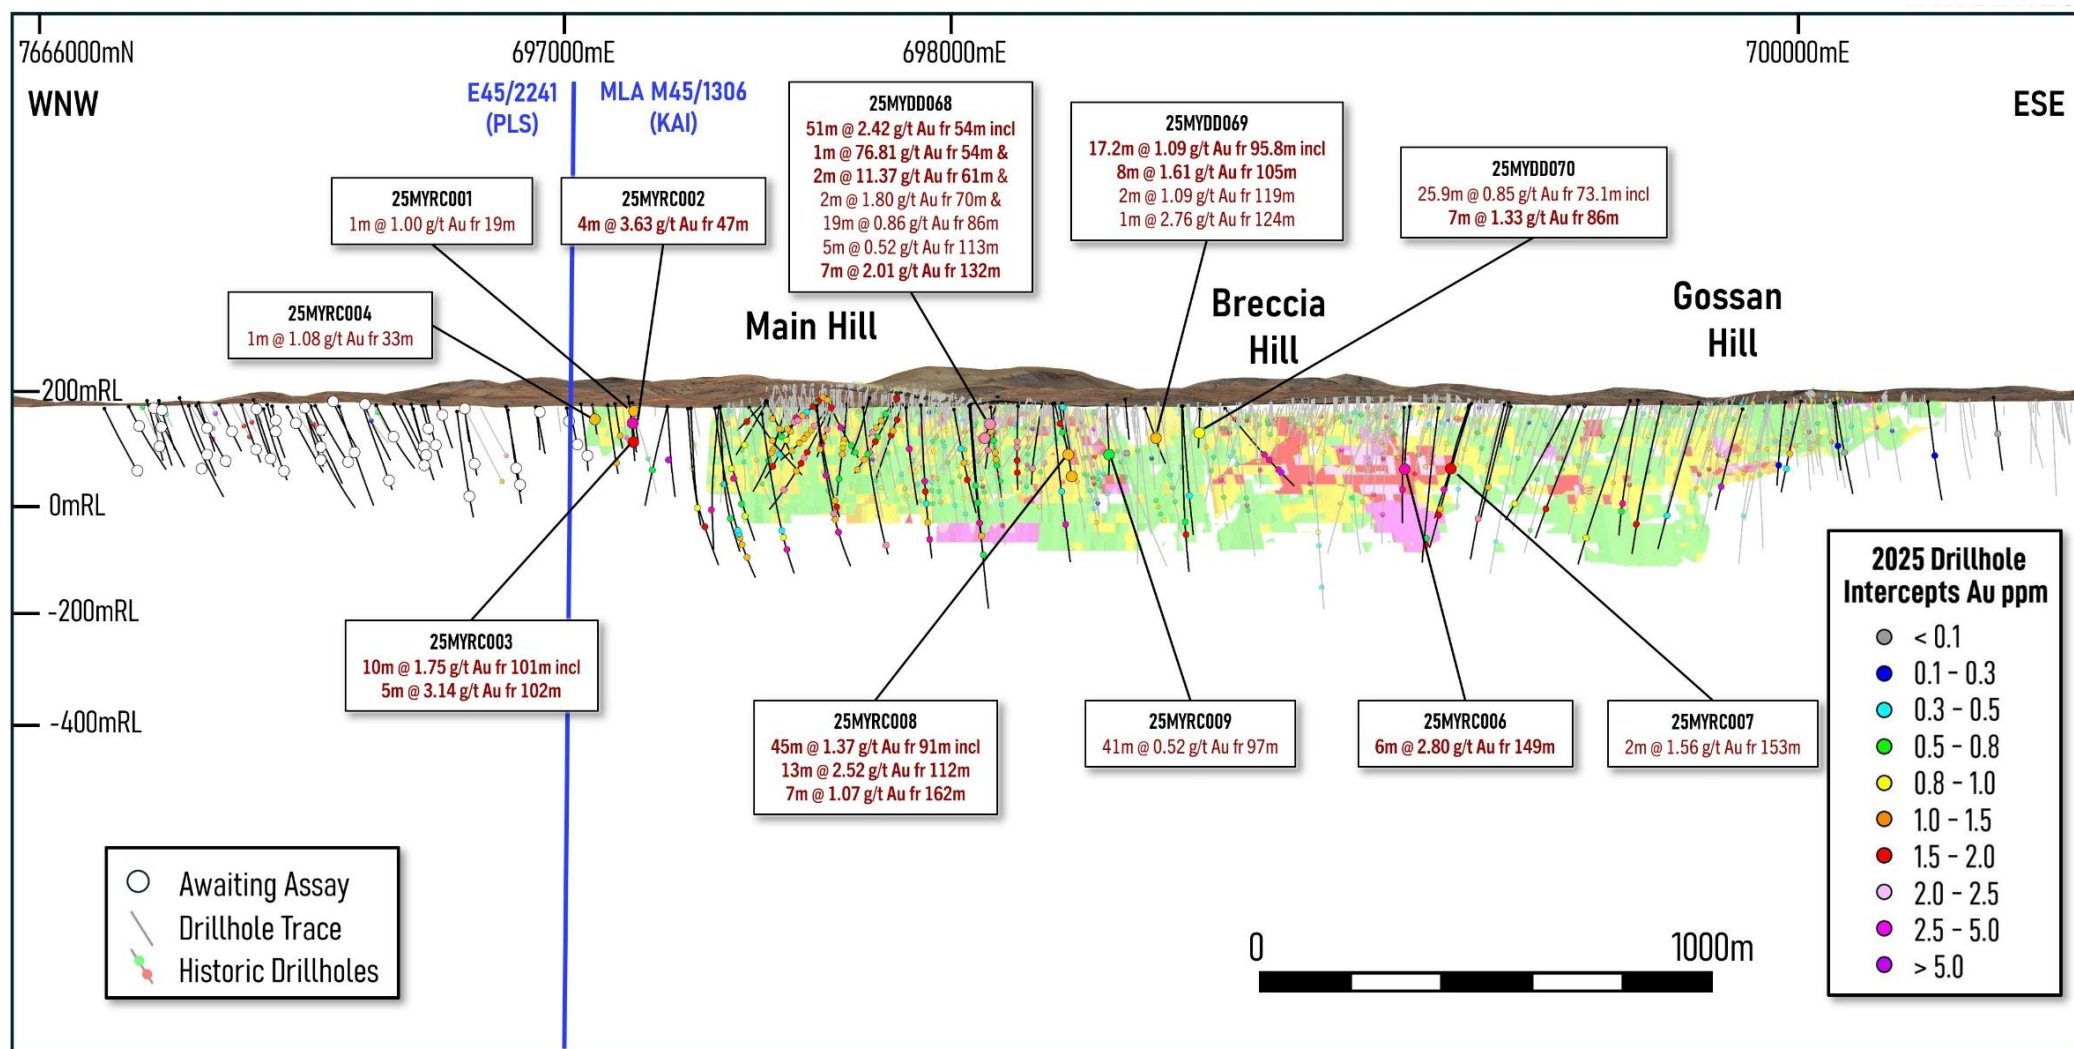 7666000mN
697000mE
698000mE
700000mE
WNW
ESE
E45/2241
(PLS)
MLA M45/1306
(KAI)
25MYDD068
51m @ 2.42 g/t Au fr 54m incl
1m @ 76.81 g/t Au fr 54m &
2m @ 11.37 g/t Au fr 61m &
2m @ 1.80 g/t Au fr 70m &
19m @ 0.86 g/t Au fr 86m
5m @ 0.52 g/t Au fr 113m
7m @ 2.01 g/t Au fr 132m
25MYDD069
17.2m @ 1.09 g/t Au fr 95.8m incl
8m @ 1.61 g/t Au fr 105m
2m @ 1.09 g/t Au fr 119m
1m @ 2.76 g/t Au fr 124m
25MYDD070
25.9m @ 0.85 g/t Au fr 73.1m incl
7m @ 1.33 g/t Au fr 86m
25MYRC001
1m @ 1.00 g/t Au fr 19m
25MYRC002
4m @ 3.63 g/t Au fr 47m
25MYRC004
1m @ 1.08 g/t Au fr 33m
Main Hill
Breccia
Hill
Gossan
Hill
200mRL
0mRL
-200mRL
-400mRL
25MYRC003
10m @ 1.75 g/t Au fr 101m incl
5m @ 3.14 g/t Au fr 102m
25MYRC008
45m @ 1.37 g/t Au fr 91m incl
13m @ 2.52 g/t Au fr 112m
7m @ 1.07 g/t Au fr 162m
25MYRC009
41m @ 0.52 g/t Au fr 97m
25MYRC006
6m @ 2.80 g/t Au fr 149m
25MYRC007
2m @ 1.56 g/t Au fr 153m
2025 Drillhole
Intercepts Au ppm
< 0.1
0.1 - 0.3
0.3 - 0.5
0.5 - 0.8
0.8 - 1.0
1.0 - 1.5
1.5 - 2.0
2.0 - 2.5
2.5 - 5.0
> 5.0
Awaiting Assay
Drillhole Trace
Historic Drillholes
0
1000m